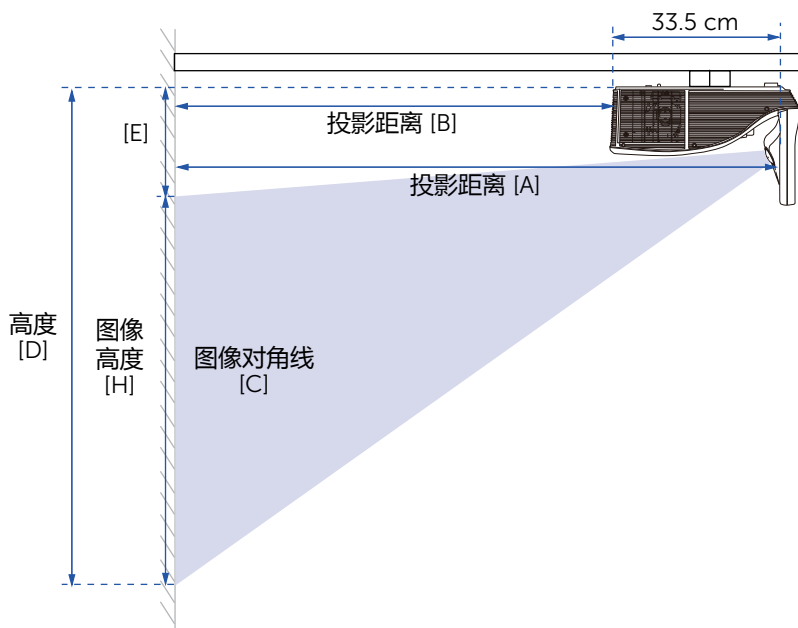 33.5 cm
投影距离 [B]
[E]
投影距离 [A]
高度
[D]
图像
高度
[H]
图像对角线
[C]